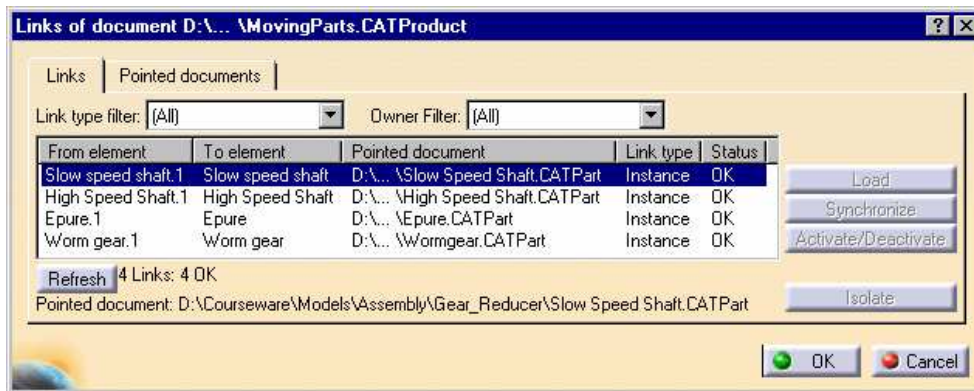 Links of document D:\... \MovingParts.CATProduct
Links Pointed documents
Link type filter: (All) Owner Filter: (All)
From element To element Pointed document Link type Status
Slow speed shaft.1 Slow speed shaft D:\... \Slow Speed Shaft.CATPart Instance OK
High Speed Shaft.1 High Speed Shaft D:\... \High Speed Shaft.CATPart Instance OK
Epure.1 Epure D:\... \Epure.CATPart Instance OK
Worm gear.1 Worm gear D:\... \Wormgear.CATPart Instance OK
Load
Synchronize
Activate/Deactivate
Refresh 4 Links: 4 OK
Pointed document: D:\Courseware\Models\Assembly\Gear_Reducer\Slow Speed Shaft.CATPart
Isolate
OK Cancel